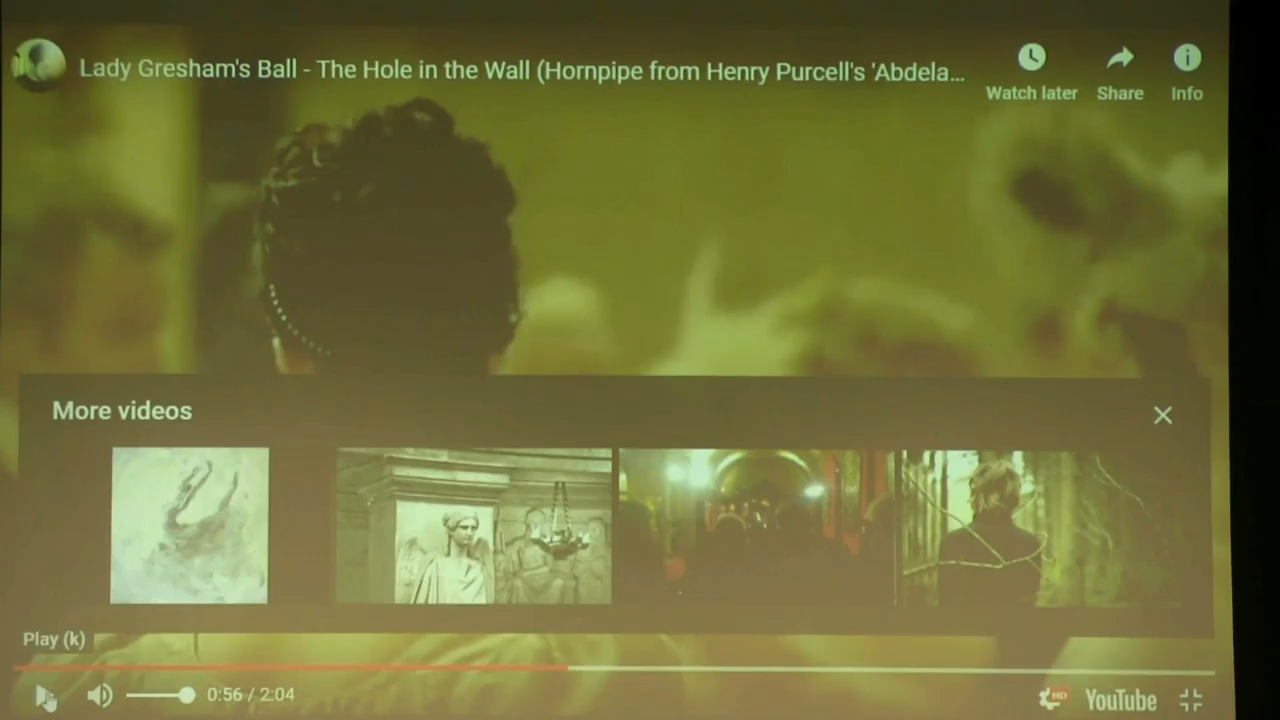 Lady Gresham's Ball - The Hole in the Wall (Hornpipe from Henry Purcell's 'Abdela...
Watch later
Share
Info
More videos
Play (k)
0:56 / 2:04
HD
YouTube